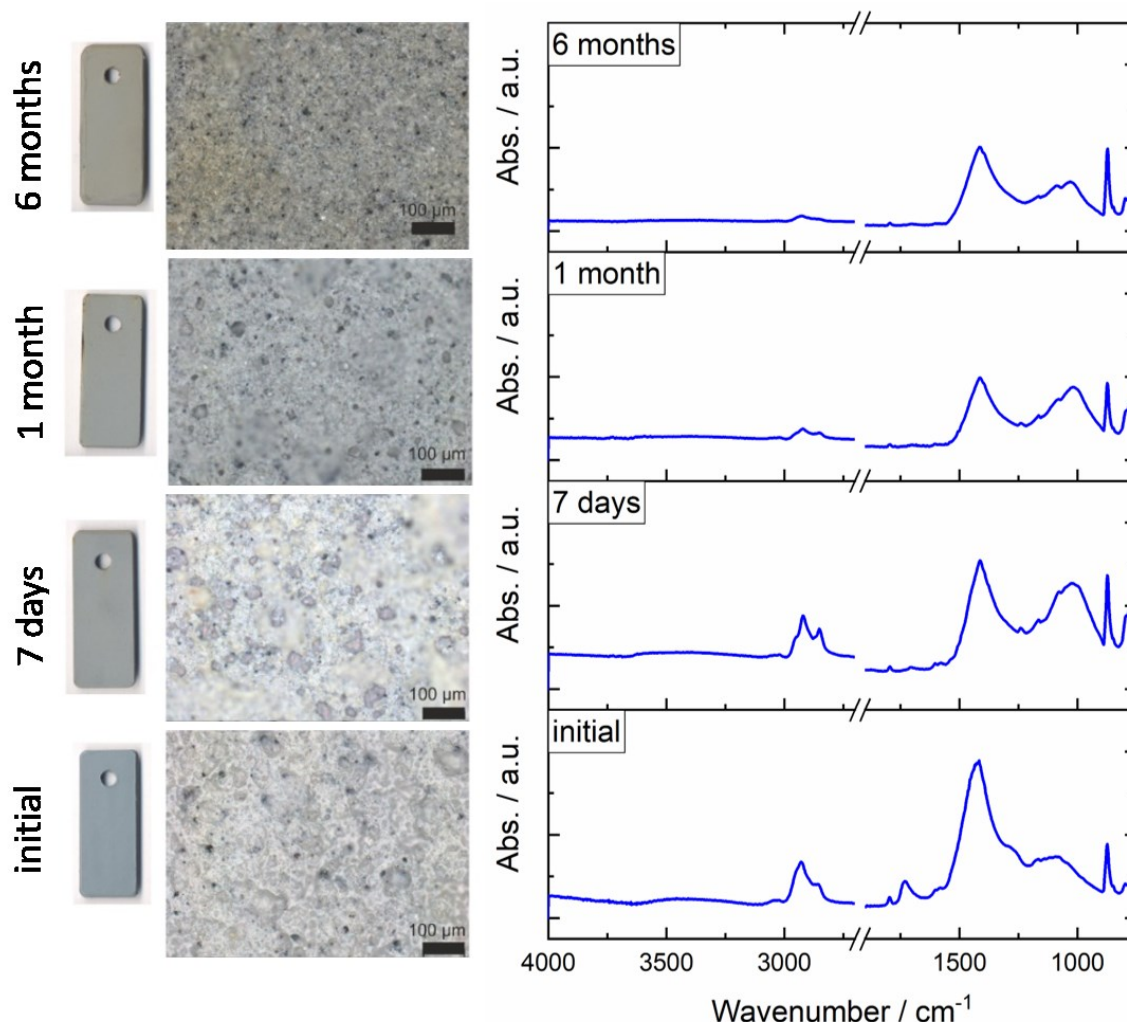 6 months
100 µm
Abs. / a.u.
6 months
1 month
100 µm
Abs. / a.u.
1 month
7 days
100 µm
Abs. / a.u.
7 days
initial
100 µm
Abs. / a.u.
initial
4000
3500
3000
1500
1000
Wavenumber / cm⁻¹